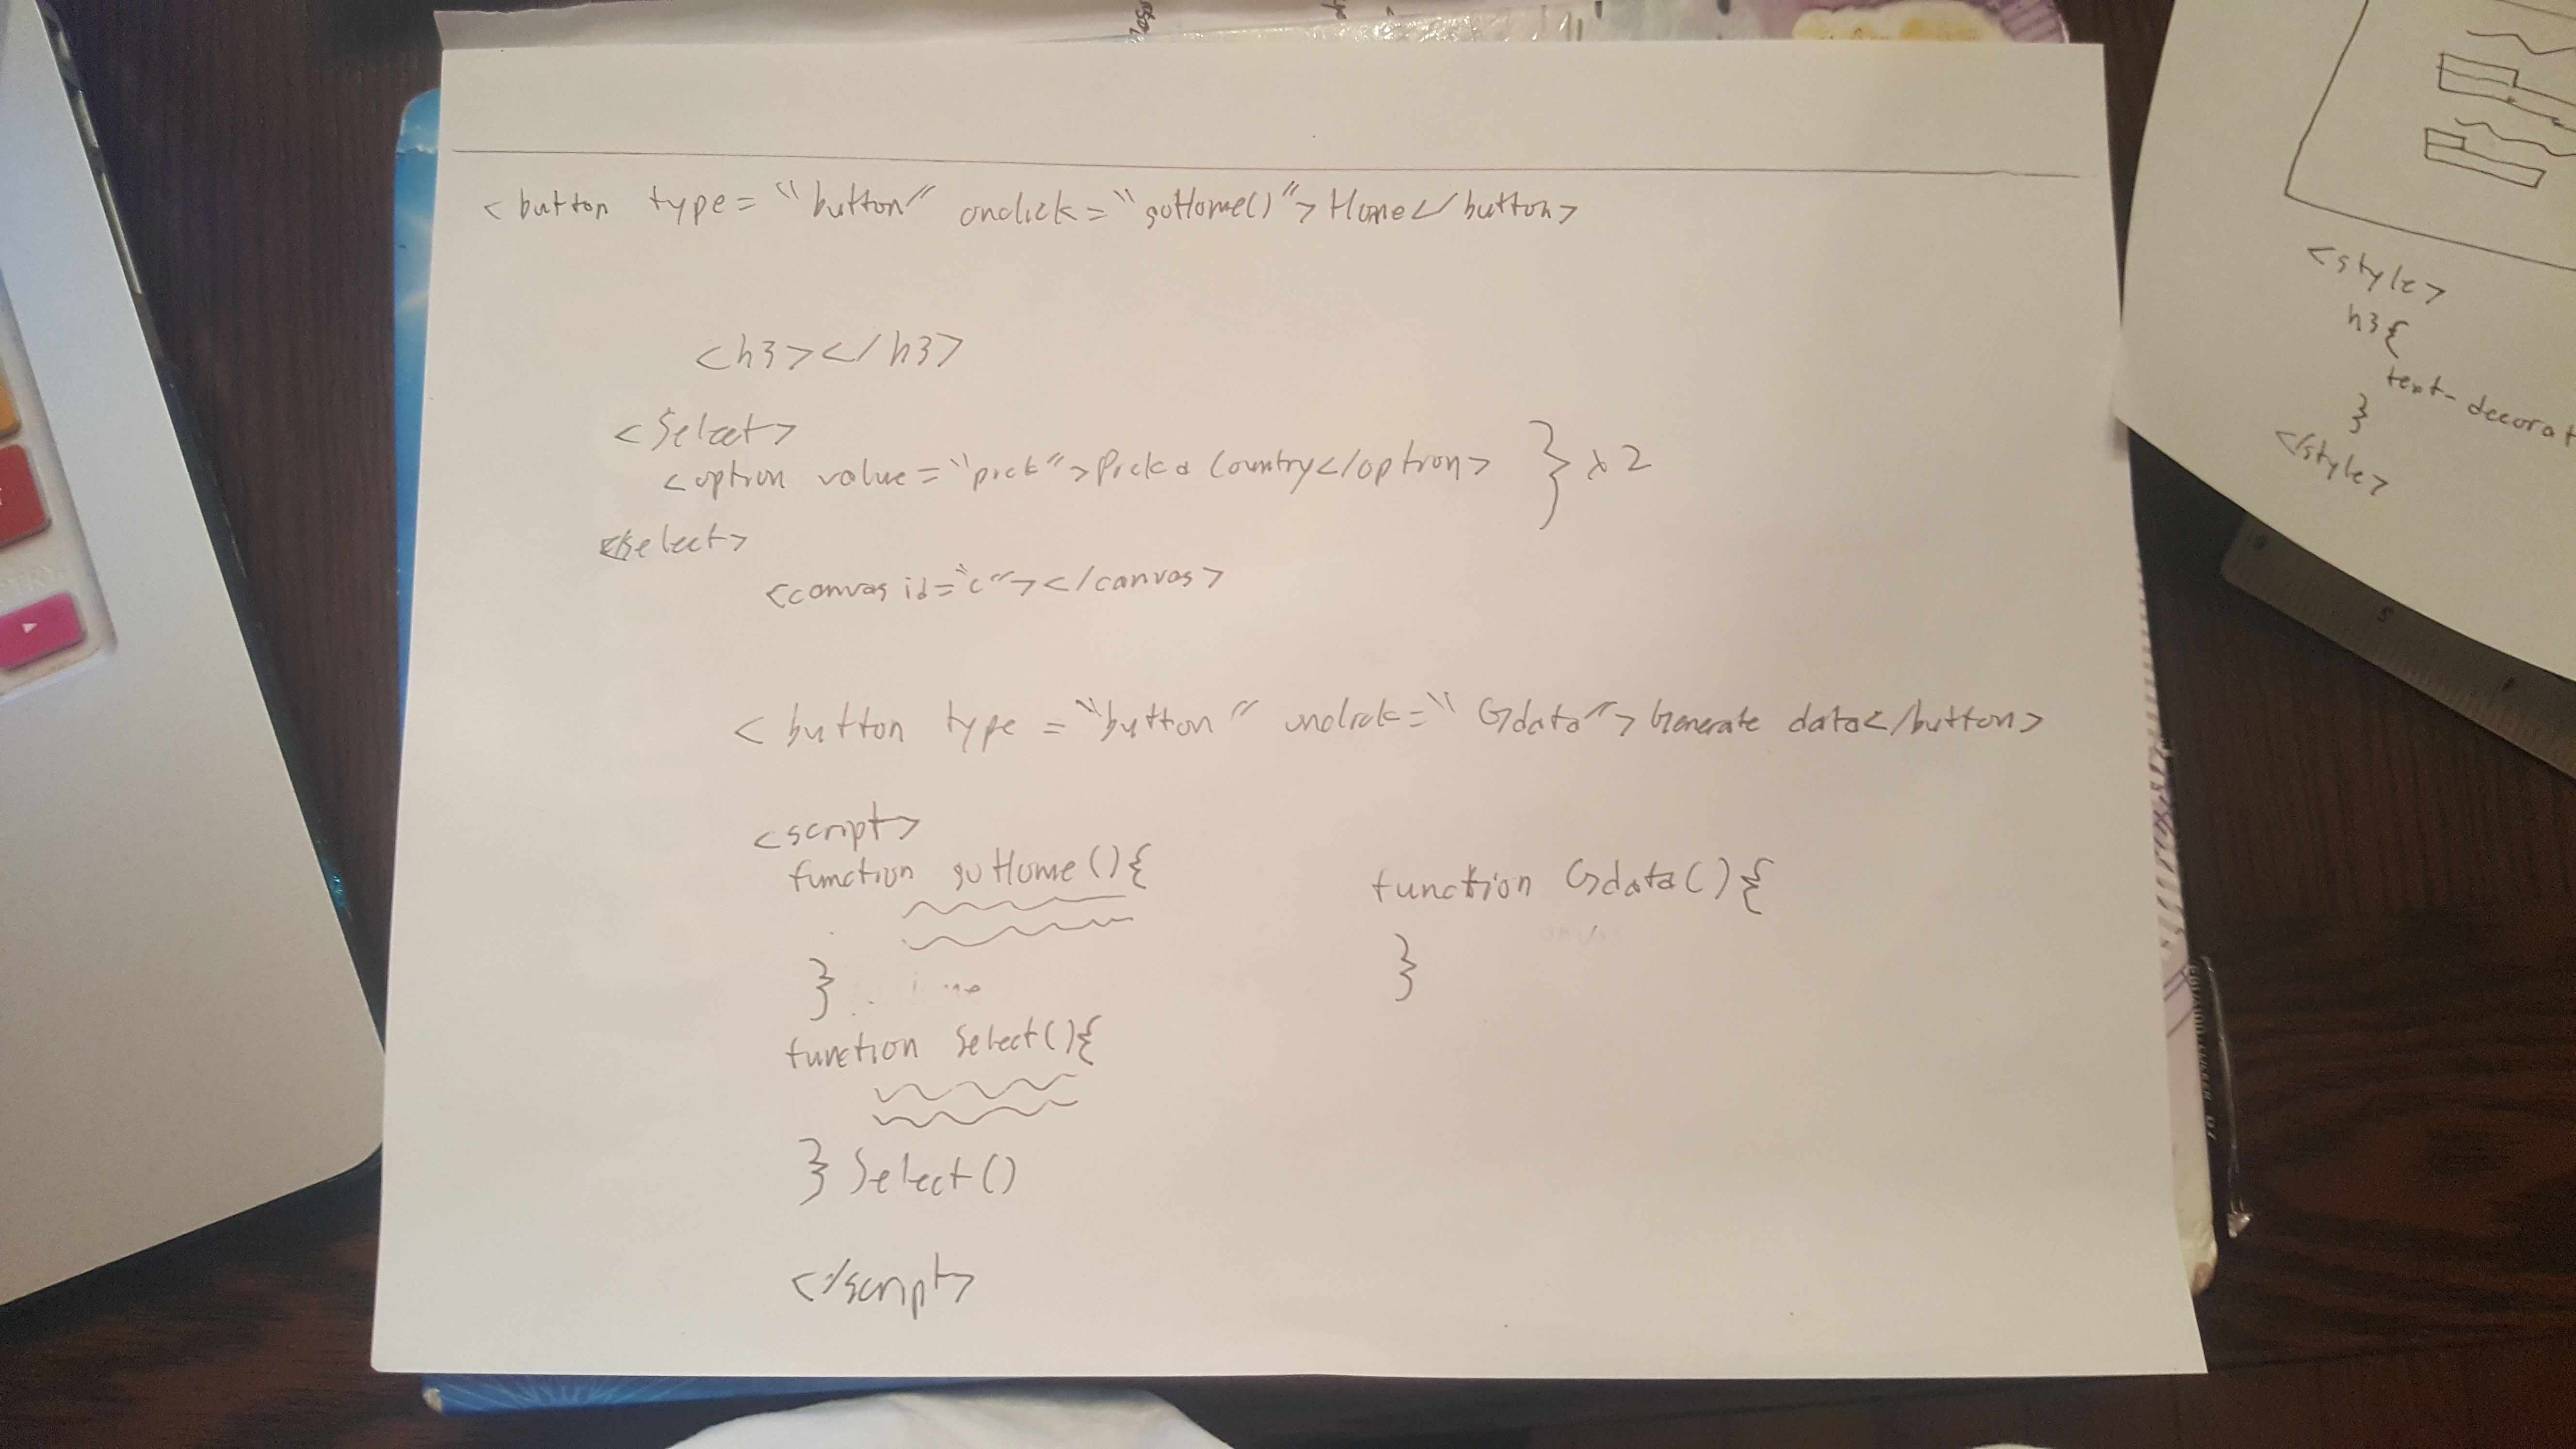 <button type="button" onclick="goHome()">Home</button>
<h3></h3>
<Select>
<option value="pick">Pick a Country</option> } x2
</select>
<canvas id="c"></canvas>
<button type="button" onclick="Gdata">Generate data</button>
<script>
function goHome(){
}
function Select(){
} Select()
</script>
function Gdata(){
}
<style>
h3{
text-decorat
}
</style>